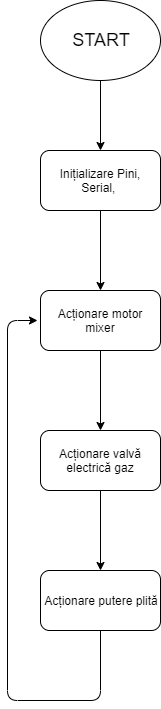 START
Inițializare Pini,
Serial,
Acționare motor
mixer
Acționare valvă
electrică gaz
Acționare putere plită